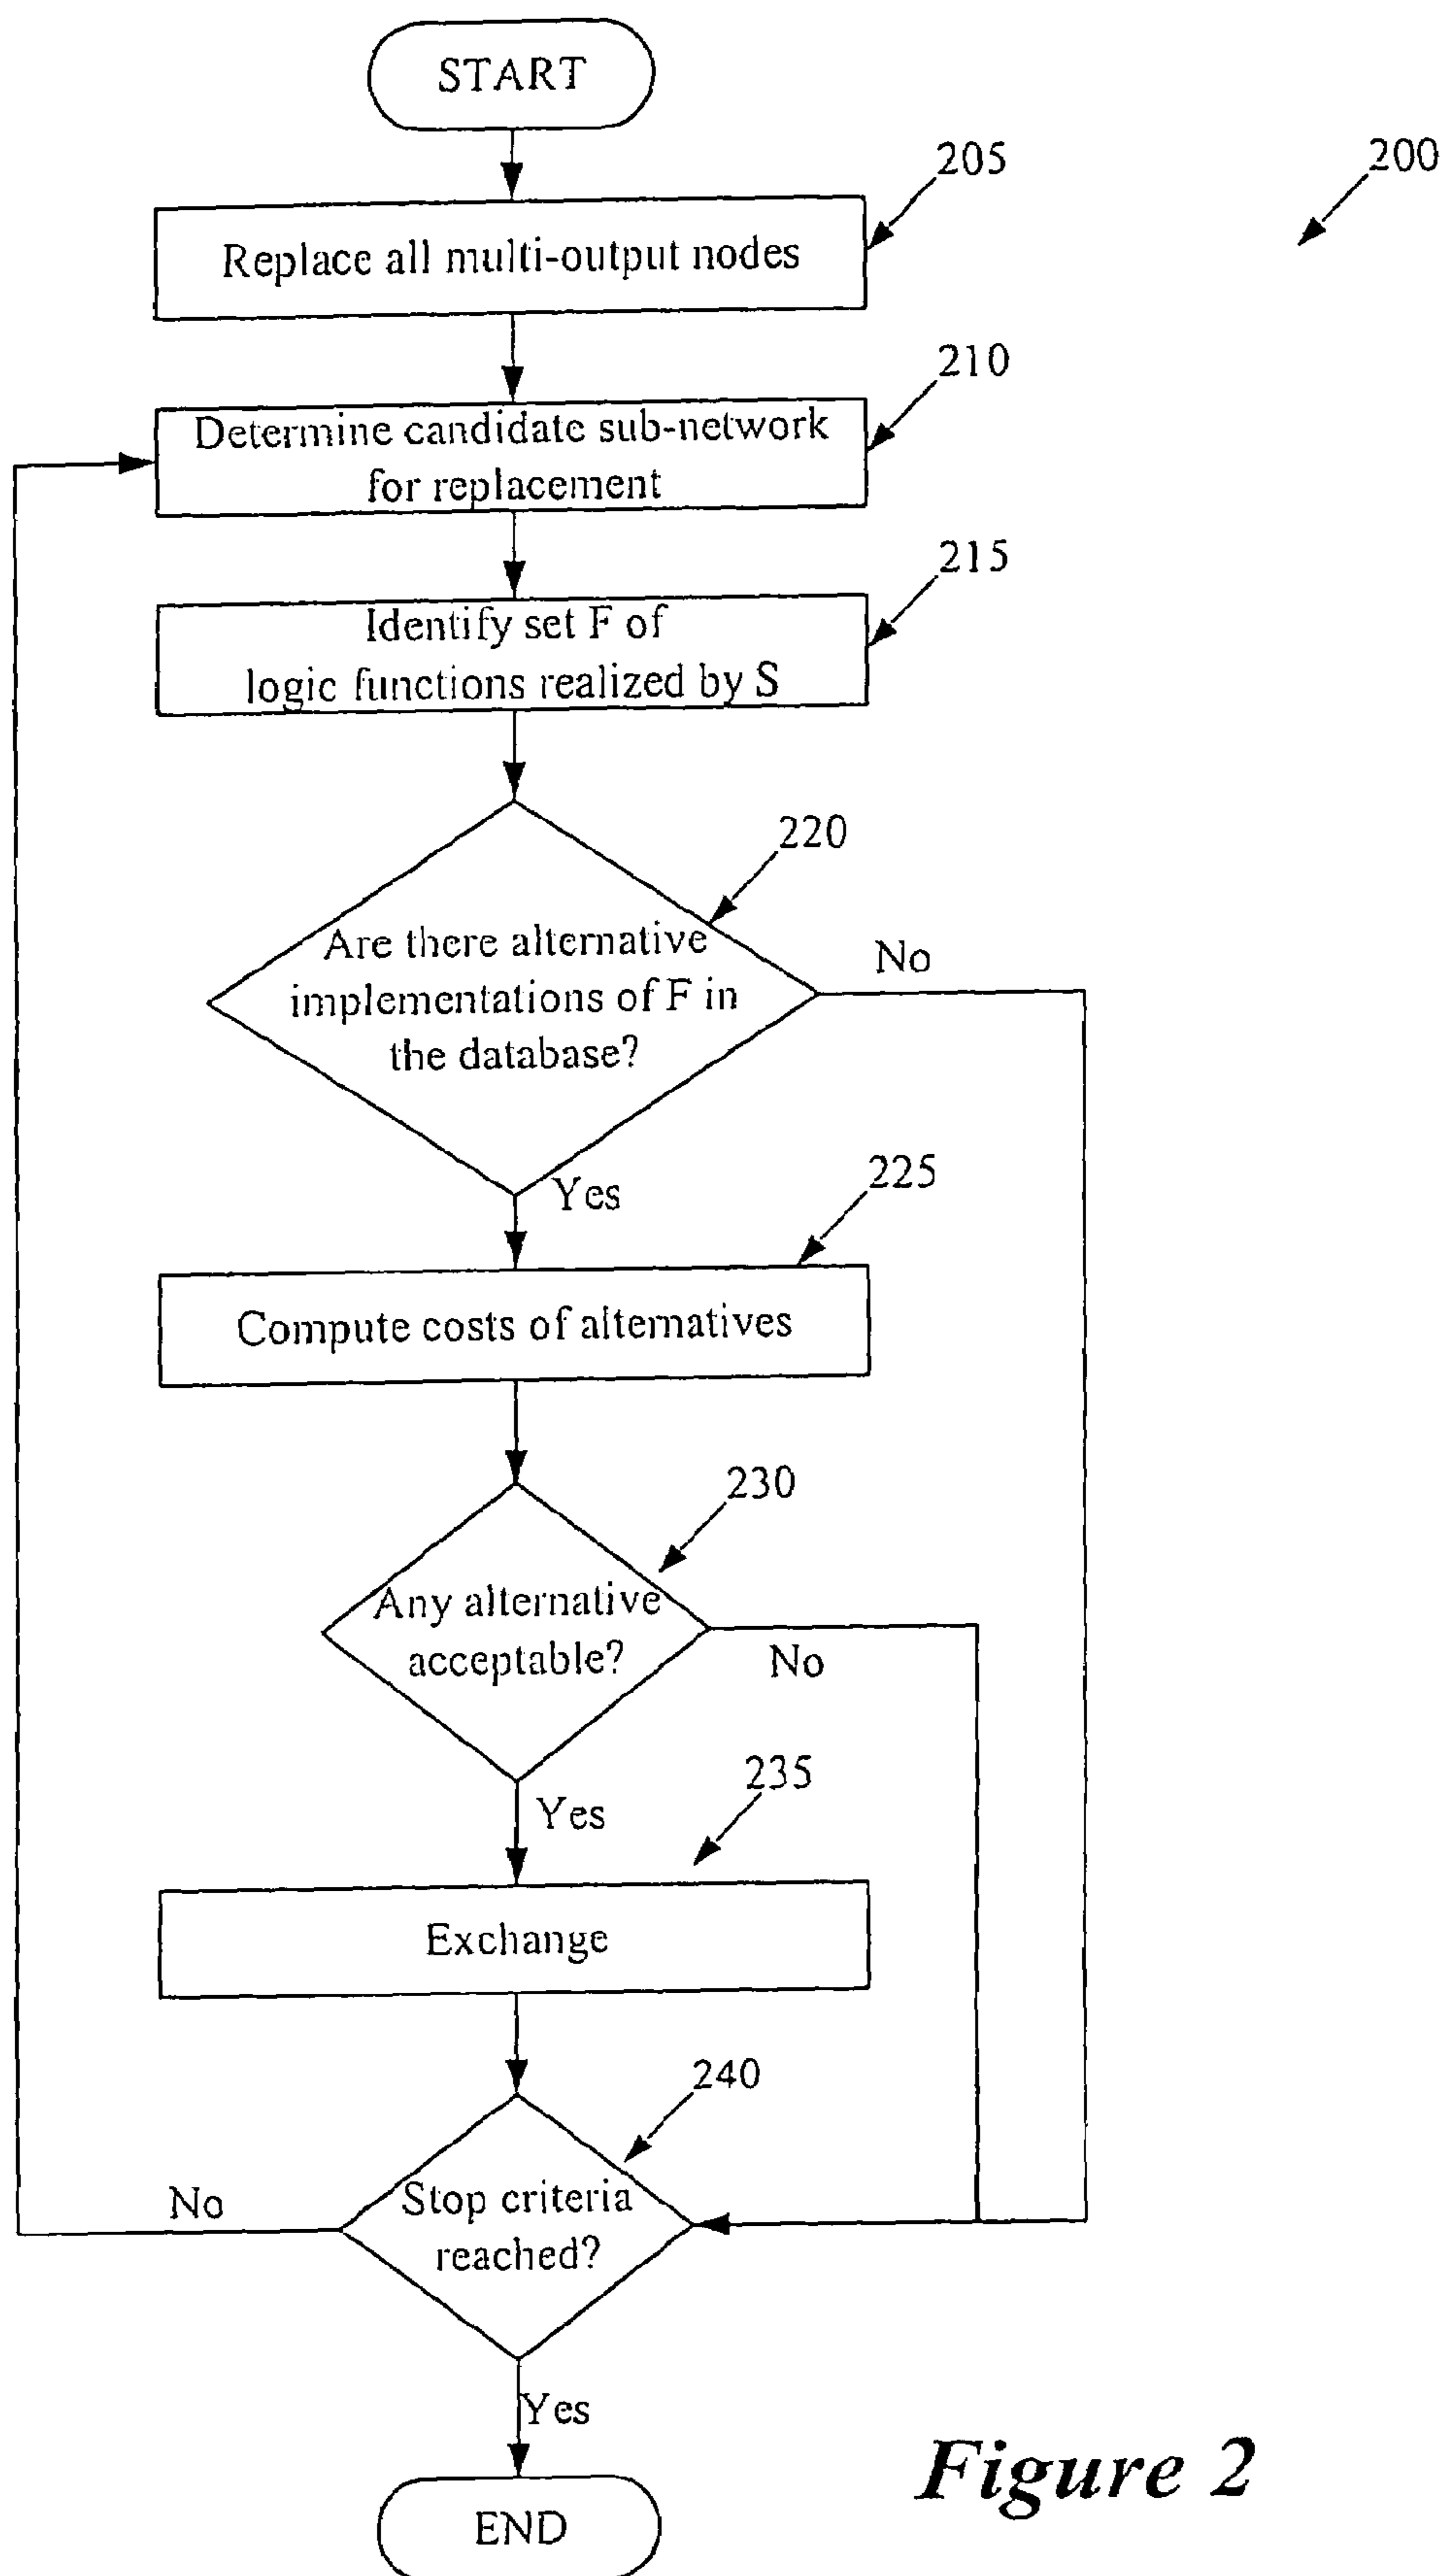 START
200
205
Replace all multi-output nodes
210
Determine candidate sub-network
for replacement
215
Identify set F of
logic functions realized by S
220
Are there alternative
implementations of F in
the database?
No
Yes
225
Compute costs of alternatives
230
Any alternative
acceptable?
No
Yes
235
Exchange
240
Stop criteria
reached?
No
Yes
END
Figure 2